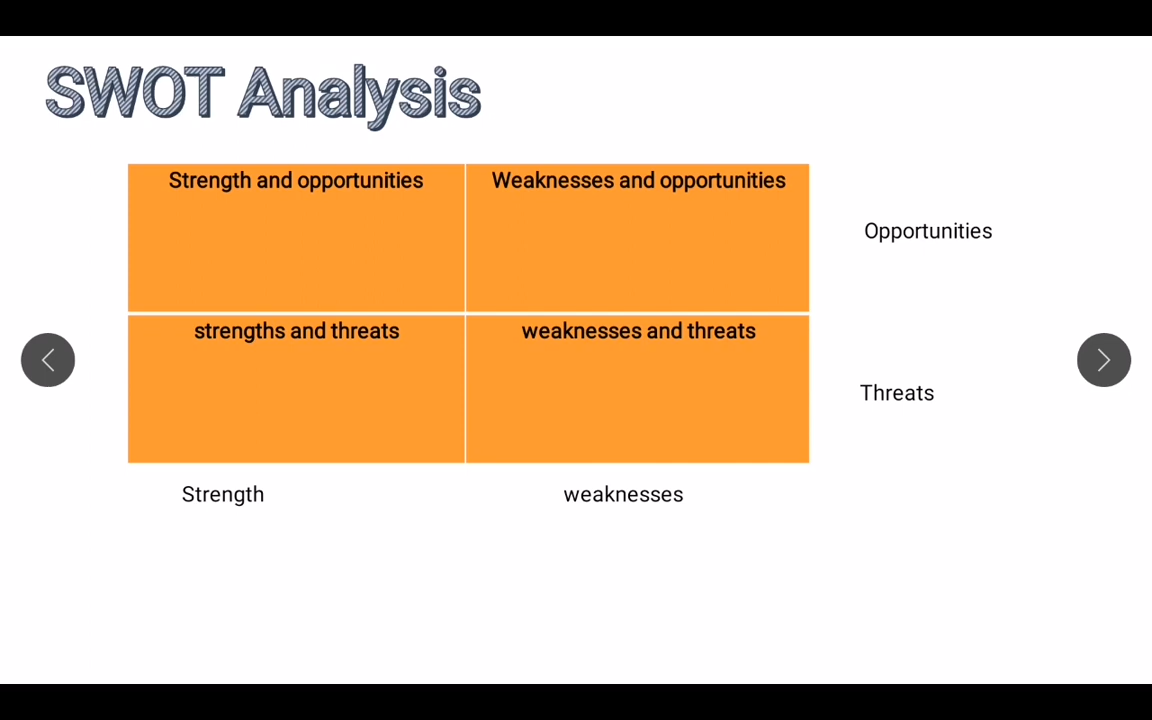 SWOT Analysis
Strength and opportunities
Weaknesses and opportunities
Opportunities
strengths and threats
weaknesses and threats
Threats
Strength
weaknesses